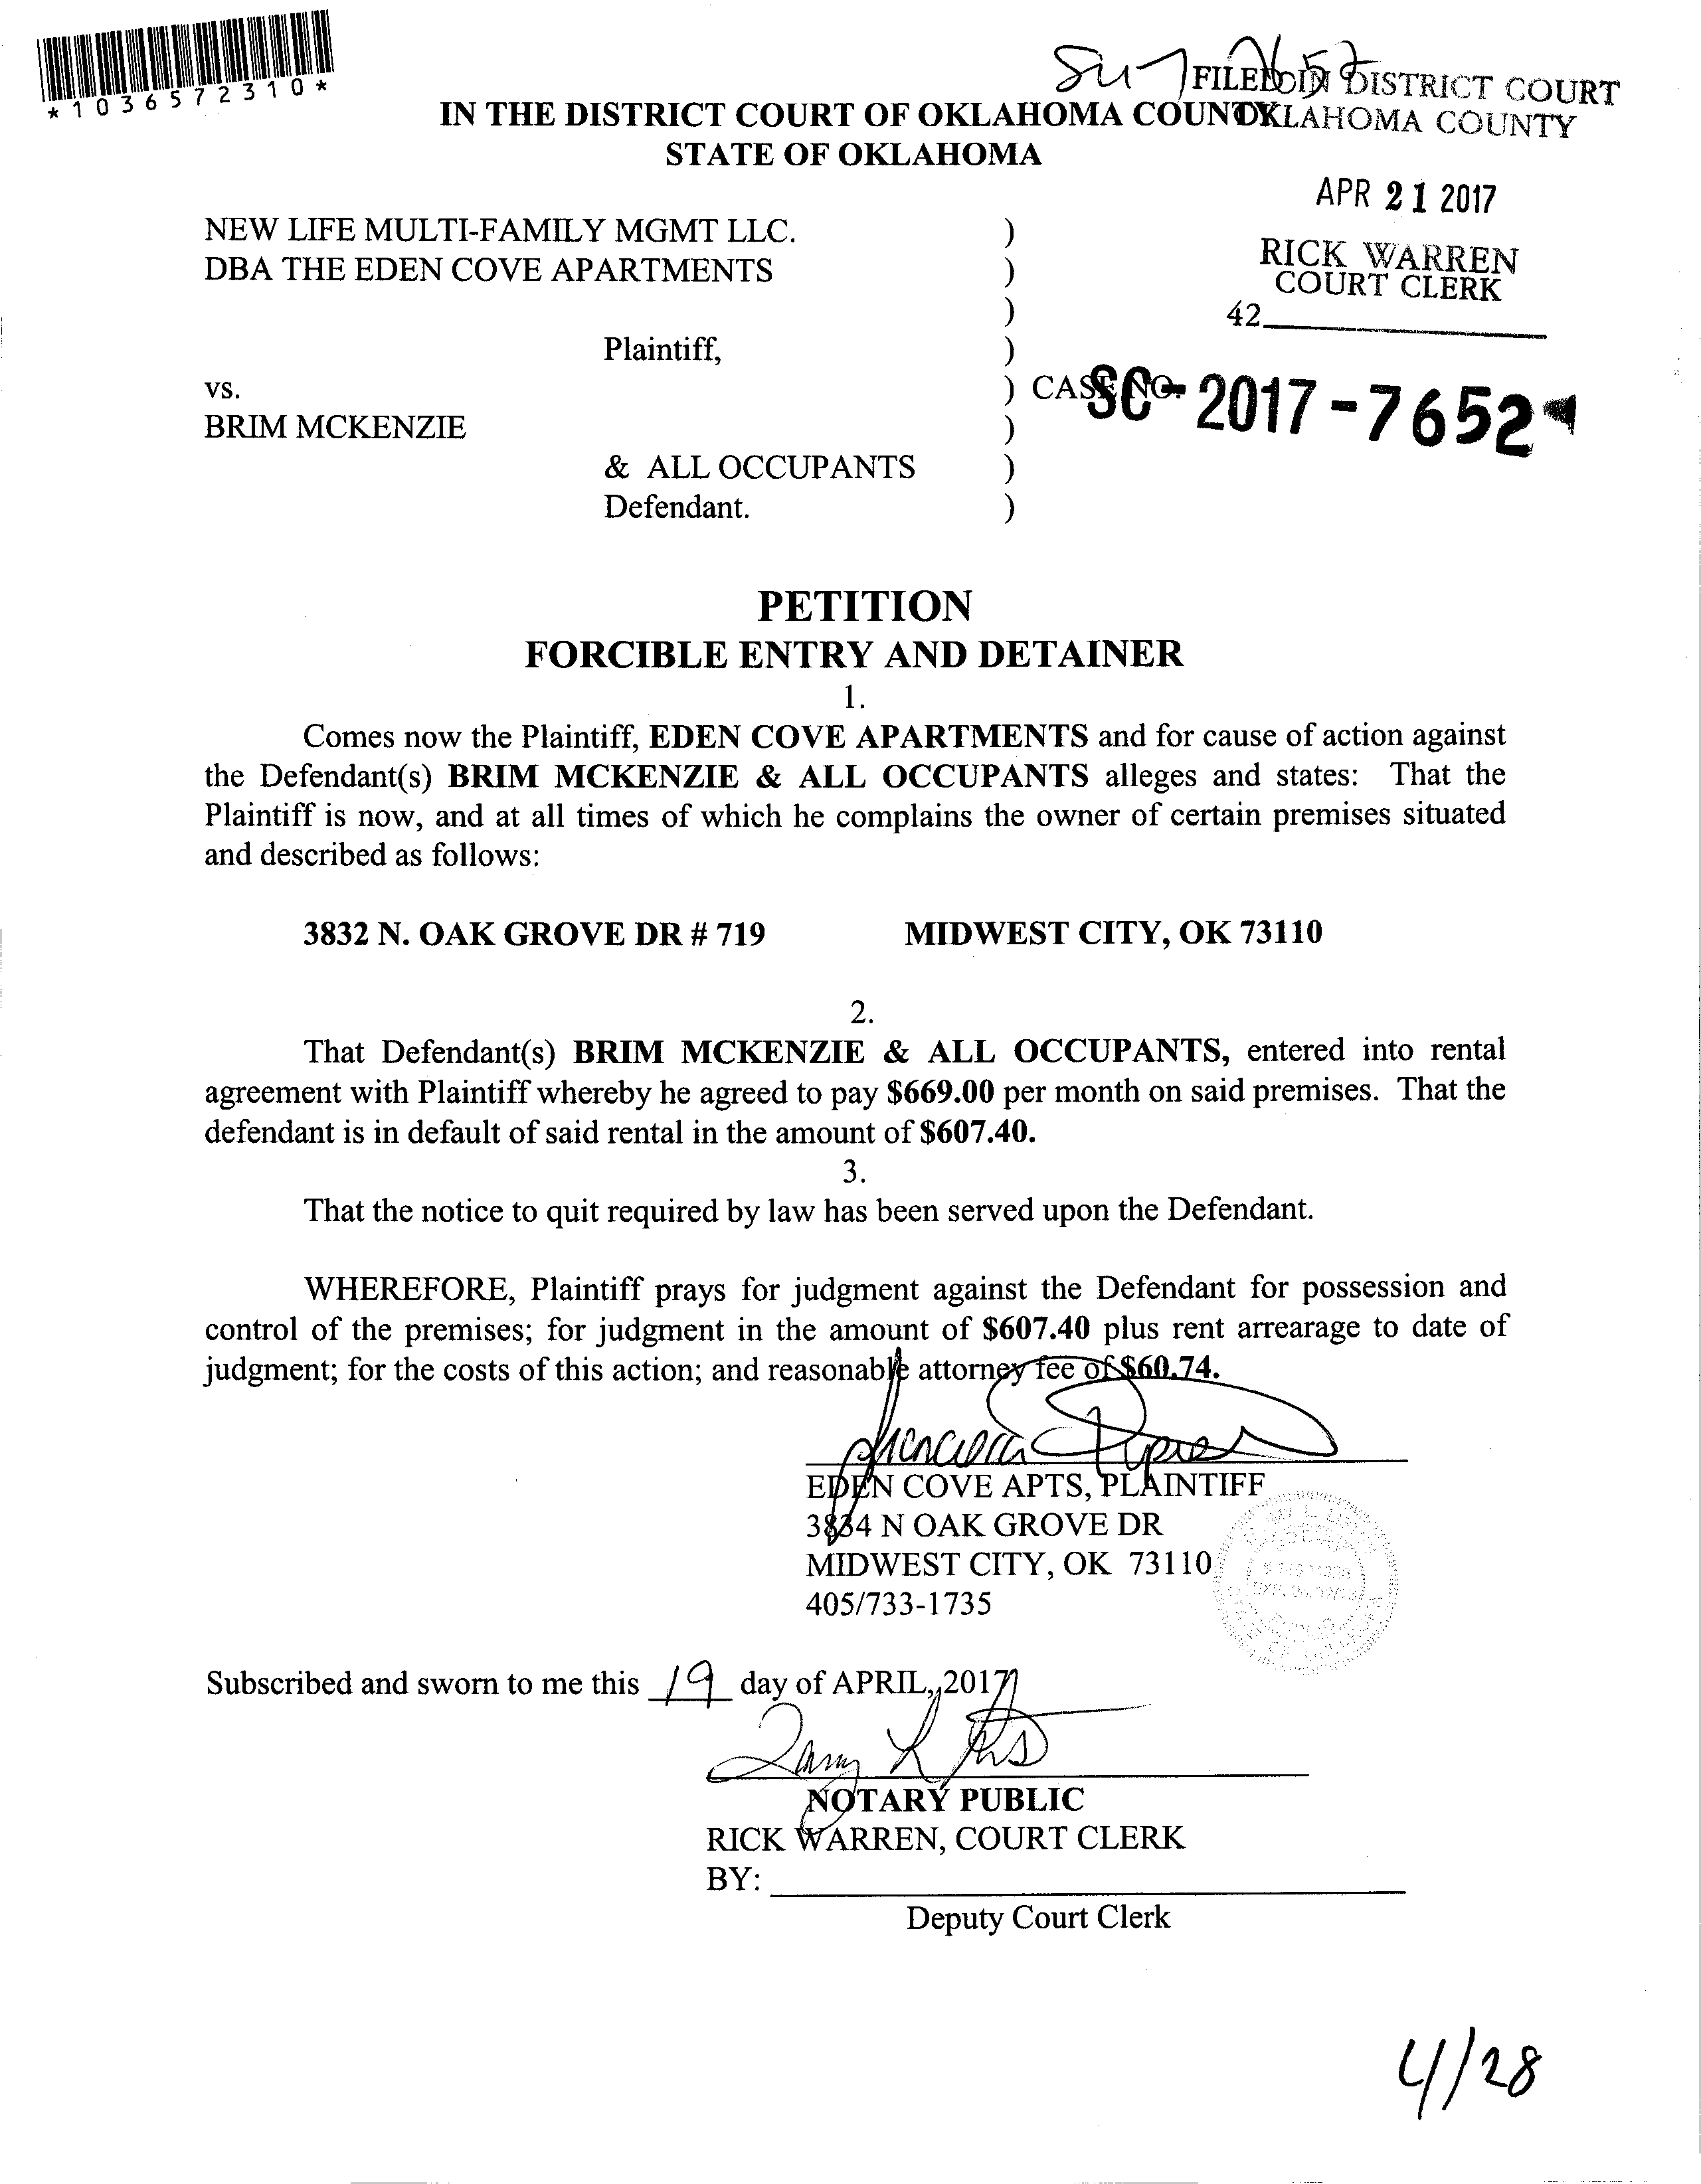 *1036572310*
FILED IN DISTRICT COURT
OKLAHOMA COUNTY
IN THE DISTRICT COURT OF OKLAHOMA COUNTY
STATE OF OKLAHOMA
APR 21 2017
RICK WARREN
COURT CLERK
42
NEW LIFE MULTI-FAMILY MGMT LLC. )
DBA THE EDEN COVE APARTMENTS )
)
Plaintiff, )
vs. ) CASE NO. SC-2017-7652
BRIM MCKENZIE )
& ALL OCCUPANTS )
Defendant. )
PETITION
FORCIBLE ENTRY AND DETAINER
1.
Comes now the Plaintiff, EDEN COVE APARTMENTS and for cause of action against
the Defendant(s) BRIM MCKENZIE & ALL OCCUPANTS alleges and states: That the
Plaintiff is now, and at all times of which he complains the owner of certain premises situated
and described as follows:
3832 N. OAK GROVE DR # 719 MIDWEST CITY, OK 73110
2.
That Defendant(s) BRIM MCKENZIE & ALL OCCUPANTS, entered into rental
agreement with Plaintiff whereby he agreed to pay $669.00 per month on said premises. That the
defendant is in default of said rental in the amount of $607.40.
3.
That the notice to quit required by law has been served upon the Defendant.
WHEREFORE, Plaintiff prays for judgment against the Defendant for possession and
control of the premises; for judgment in the amount of $607.40 plus rent arrearage to date of
judgment; for the costs of this action; and reasonable attorney fee of $60.74.
EDEN COVE APTS, PLAINTIFF
3834 N OAK GROVE DR
MIDWEST CITY, OK 73110
405/733-1735
Subscribed and sworn to me this 19 day of APRIL, 2017
NOTARY PUBLIC
RICK WARREN, COURT CLERK
BY:
Deputy Court Clerk
4/28